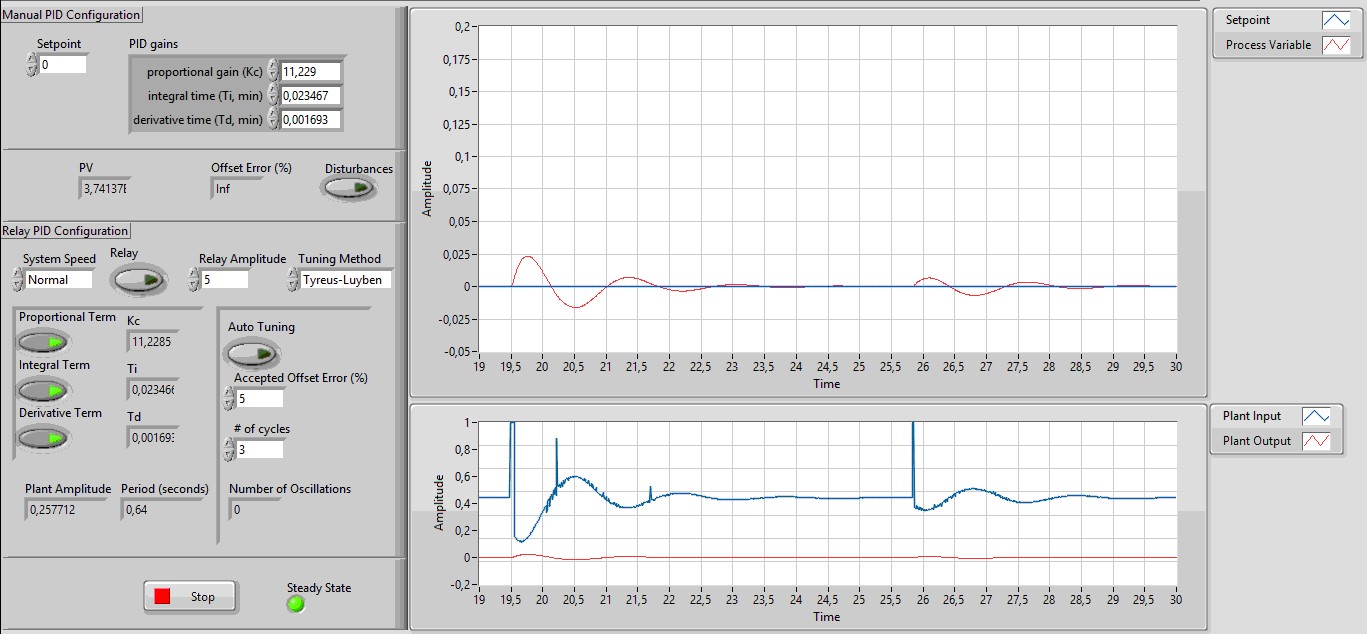 Manual PID Configuration
Setpoint
0
PID gains
proportional gain (Kc) 11,229
integral time (Ti, min) 0,023467
derivative time (Td, min) 0,001693
PV
3,74137E
Offset Error (%)
Inf
Disturbances
Relay PID Configuration
System Speed
Normal
Relay
Relay Amplitude
5
Tuning Method
Tyreus-Luyben
Proportional Term
Kc
11,2285
Integral Term
Ti
0,023466
Derivative Term
Td
0,001693
Auto Tuning
Accepted Offset Error (%)
5
# of cycles
3
Plant Amplitude
0,257712
Period (seconds)
0,64
Number of Oscillations
0
Stop
Steady State
Amplitude
0,2
0,175
0,15
0,125
0,1
0,075
0,05
0,025
0
-0,025
-0,05
19 19,5 20 20,5 21 21,5 22 22,5 23 23,5 24 24,5 25 25,5 26 26,5 27 27,5 28 28,5 29 29,5 30
Time
Setpoint
Process Variable
Amplitude
1
0,8
0,6
0,4
0,2
0
-0,2
19 19,5 20 20,5 21 21,5 22 22,5 23 23,5 24 24,5 25 25,5 26 26,5 27 27,5 28 28,5 29 29,5 30
Time
Plant Input
Plant Output